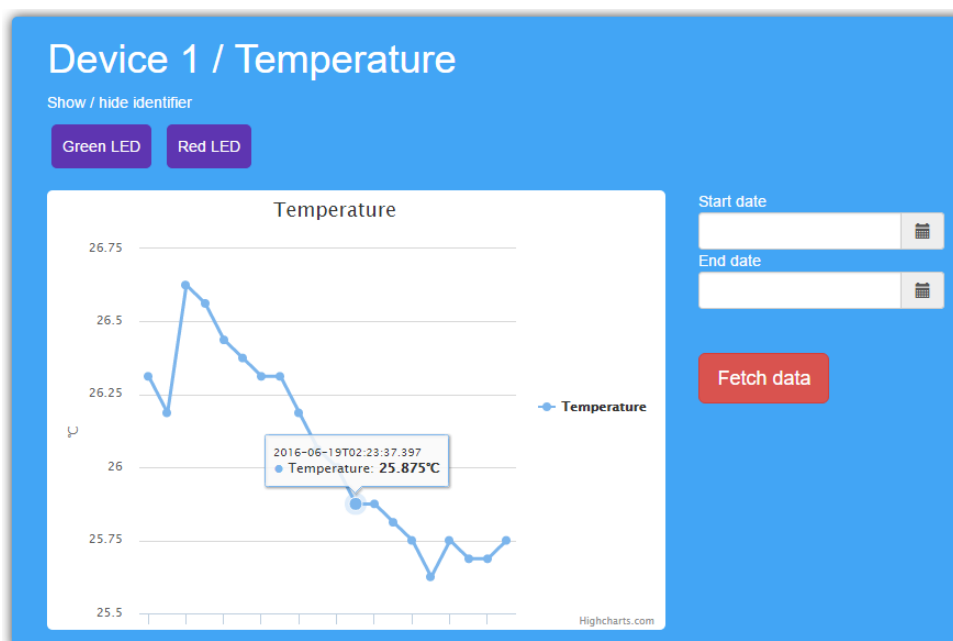 Device 1 / Temperature
Show / hide identifier
Green LED
Red LED
Temperature
26.75
26.5
26.25
26
25.75
25.5
℃
2016-06-19T02:23:37.397
Temperature: 25.875℃
Temperature
Highcharts.com
Start date
End date
Fetch data